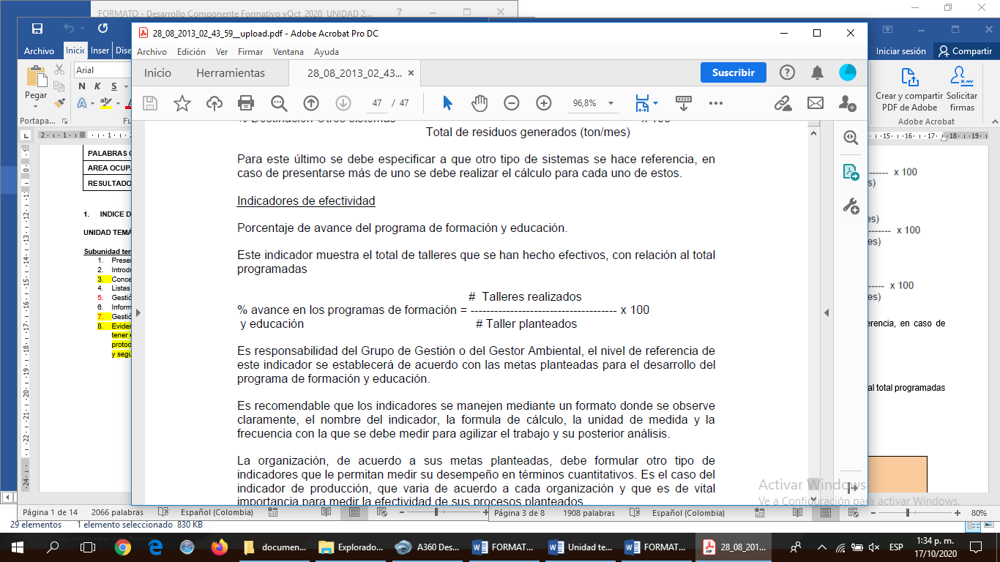 FORMATO - Desarrollo Componente Formativo vOct_2020_UNIDAD 2...
28_08_2013_02_43_59__upload.pdf - Adobe Acrobat Pro DC
Archivo Edición Ver Firmar Ventana Ayuda
Inicio Herramientas 28_08_2013_02_43... × Suscribir
47 / 47 96,8%
Archivo Inicio Inser Dise
Iniciar sesión Compartir
Pegar
Arial
N K S
Portapa...
Crear y compartir PDF de Adobe
Solicitar firmas
Adobe Acrobat
PALABRAS
AREA OCUPA
RESULTADO
1. INDICE D
UNIDAD TEMÁ
Subunidad tem
1. Presen
2. Introdu
3. Conce
4. Listas
5. Gestió
6. Inform
7. Gestió
8. Eviden
tener
protoc
y segu
Total de residuos generados (ton/mes)
Para este último se debe especificar a que otro tipo de sistemas se hace referencia, en
caso de presentarse más de uno se debe realizar el cálculo para cada uno de estos.
Indicadores de efectividad
Porcentaje de avance del programa de formación y educación.
Este indicador muestra el total de talleres que se han hecho efectivos, con relación al total
programadas
# Talleres realizados
% avance en los programas de formación = ------------------------------------ x 100
y educación # Taller planteados
Es responsabilidad del Grupo de Gestión o del Gestor Ambiental, el nivel de referencia de
este indicador se establecerá de acuerdo con las metas planteadas para el desarrollo del
programa de formación y educación.
Es recomendable que los indicadores se manejen mediante un formato donde se observe
claramente, el nombre del indicador, la formula de cálculo, la unidad de medida y la
frecuencia con la que se debe medir para agilizar el trabajo y su posterior análisis.
La organización, de acuerdo a sus metas planteadas, debe formular otro tipo de
indicadores que le permitan medir su desempeño en términos cuantitativos. Es el caso del
indicador de producción, que varia de acuerdo a cada organización y que es de vital
importancia para medir la efectividad de sus procesos planteados
x 100
s)
es)
x 100
es)
x 100
es)
erencia, en caso de
al total programadas
Activar Windows
Ve a Configuración para activar Windows.
Página 1 de 14 2066 palabras Español (Colombia)
Página 3 de 8 1908 palabras Español (Colombia) 80%
29 elementos 1 elemento seleccionado 830 KB
documen... Explorado... A360 Des... FORMAT... Unidad te... FORMAT... 28_08_201...
ESP
1:34 p. m.
17/10/2020